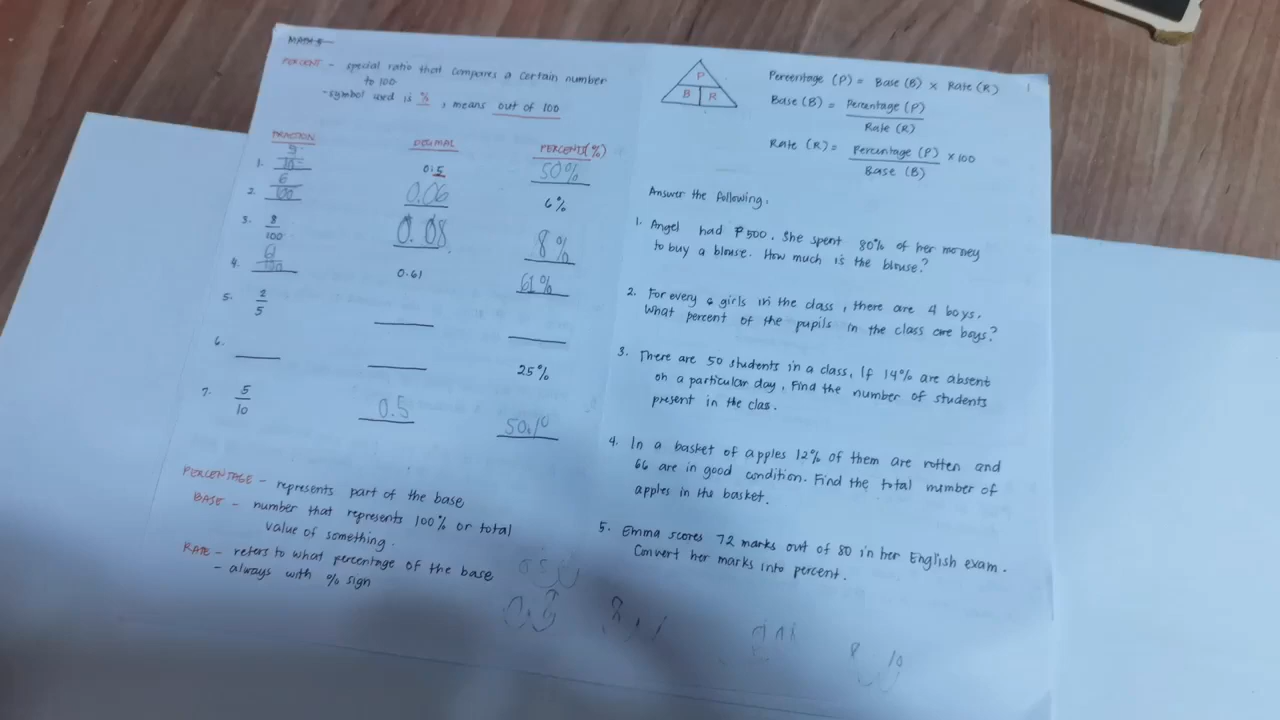 MATH 5
PERCENT - special ratio that compares a certain number
to 100
- symbol used is %, means out of 100
FRACTION DECIMAL PERCENT(%)
1. 5/10 0.5 50%
2. 6/100 0.06 6%
3. 8/100 0.08 8%
4. 61/100 0.61 61%
5. 2/5
6. 25%
7. 5/10 0.5
PERCENTAGE - represents part of the base
BASE - number that represents 100% or total
value of something.
RATE - refers to what percentage of the base
- always with % sign
P
B R
Percentage (P) = Base (B) x Rate (R)
Base (B) = Percentage (P)
Rate (R)
Rate (R) = Percentage (P) x 100
Base (B)
Answer the following.
1. Angel had ₱500. She spent 80% of her money
to buy a blouse. How much is the blouse?
2. For every 6 girls in the class, there are 4 boys.
What percent of the pupils in the class are boys?
3. There are 50 students in a class, If 14% are absent
on a particular day, Find the number of students
present in the clas.
4. In a basket of apples 12% of them are rotten and
66 are in good condition. Find the total number of
apples in the basket.
5. Emma scores 72 marks out of 80 in her English exam.
Convert her marks into percent.